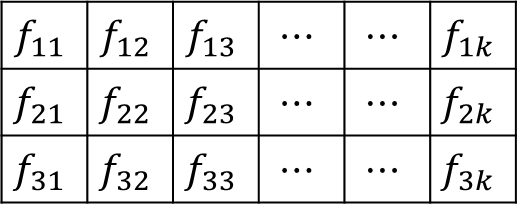 f₁₁ f₁₂ f₁₃ ⋯ ⋯ f₁ₖ
f₂₁ f₂₂ f₂₃ ⋯ ⋯ f₂ₖ
f₃₁ f₃₂ f₃₃ ⋯ ⋯ f₃ₖ